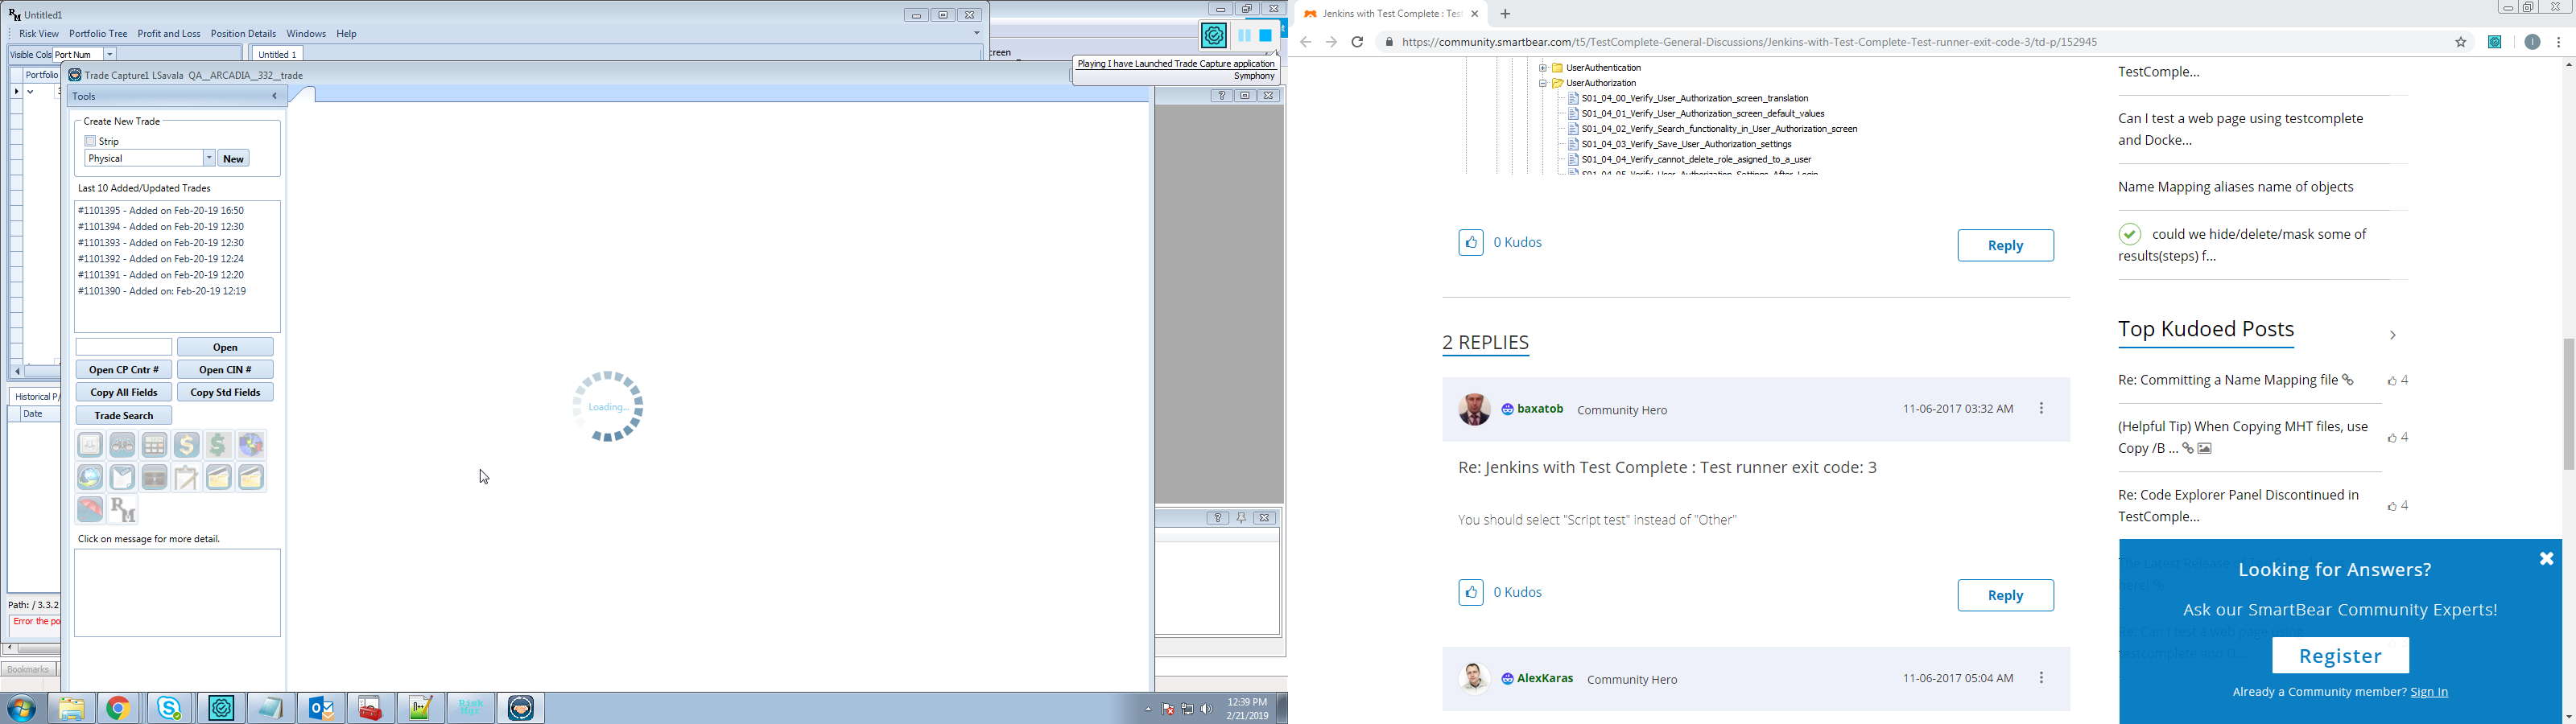 Untitled1
Risk View Portfolio Tree Profit and Loss Position Details Windows Help
Visible Cols Port Num
Untitled 1
Portfolio
Trade Capture1 LSavala QA__ARCADIA__332__trade
creen
Playing I have Launched Trade Capture application
Symphony
Tools
Create New Trade
Strip
Physical New
Last 10 Added/Updated Trades
#1101395 - Added on Feb-20-19 16:50
#1101394 - Added on Feb-20-19 12:30
#1101393 - Added on Feb-20-19 12:30
#1101392 - Added on Feb-20-19 12:24
#1101391 - Added on Feb-20-19 12:20
#1101390 - Added on: Feb-20-19 12:19
Open
Open CP Cntr # Open CIN #
Copy All Fields Copy Std Fields
Trade Search
Historical P/
Date
Loading...
RM
Click on message for more detail.
Path: / 3.3.2
Error the po
Bookmarks
12:39 PM
2/21/2019
Jenkins with Test Complete : Tes
https://community.smartbear.com/t5/TestComplete-General-Discussions/Jenkins-with-Test-Complete-Test-runner-exit-code-3/td-p/152945
UserAuthentication
UserAuthorization
S01_04_00_Verify_User_Authorization_screen_translation
S01_04_01_Verify_User_Authorization_screen_default_values
S01_04_02_Verify_Search_functionality_in_User_Authorization_screen
S01_04_03_Verify_Save_User_Authorization_settings
S01_04_04_Verify_cannot_delete_role_asigned_to_a_user
S01_04_05_Verify_User_Authorization_Settings_After_Login
0 Kudos
Reply
2 REPLIES
baxatob Community Hero 11-06-2017 03:32 AM
Re: Jenkins with Test Complete : Test runner exit code: 3
You should select "Script test" instead of "Other"
0 Kudos
Reply
AlexKaras Community Hero 11-06-2017 05:04 AM
TestComple...
Can I test a web page using testcomplete
and Docke...
Name Mapping aliases name of objects
could we hide/delete/mask some of
results(steps) f...
Top Kudoed Posts
Re: Committing a Name Mapping file 4
(Helpful Tip) When Copying MHT files, use
Copy /B ... 4
Re: Code Explorer Panel Discontinued in
TestComple... 4
Looking for Answers?
Ask our SmartBear Community Experts!
Register
Already a Community member? Sign In